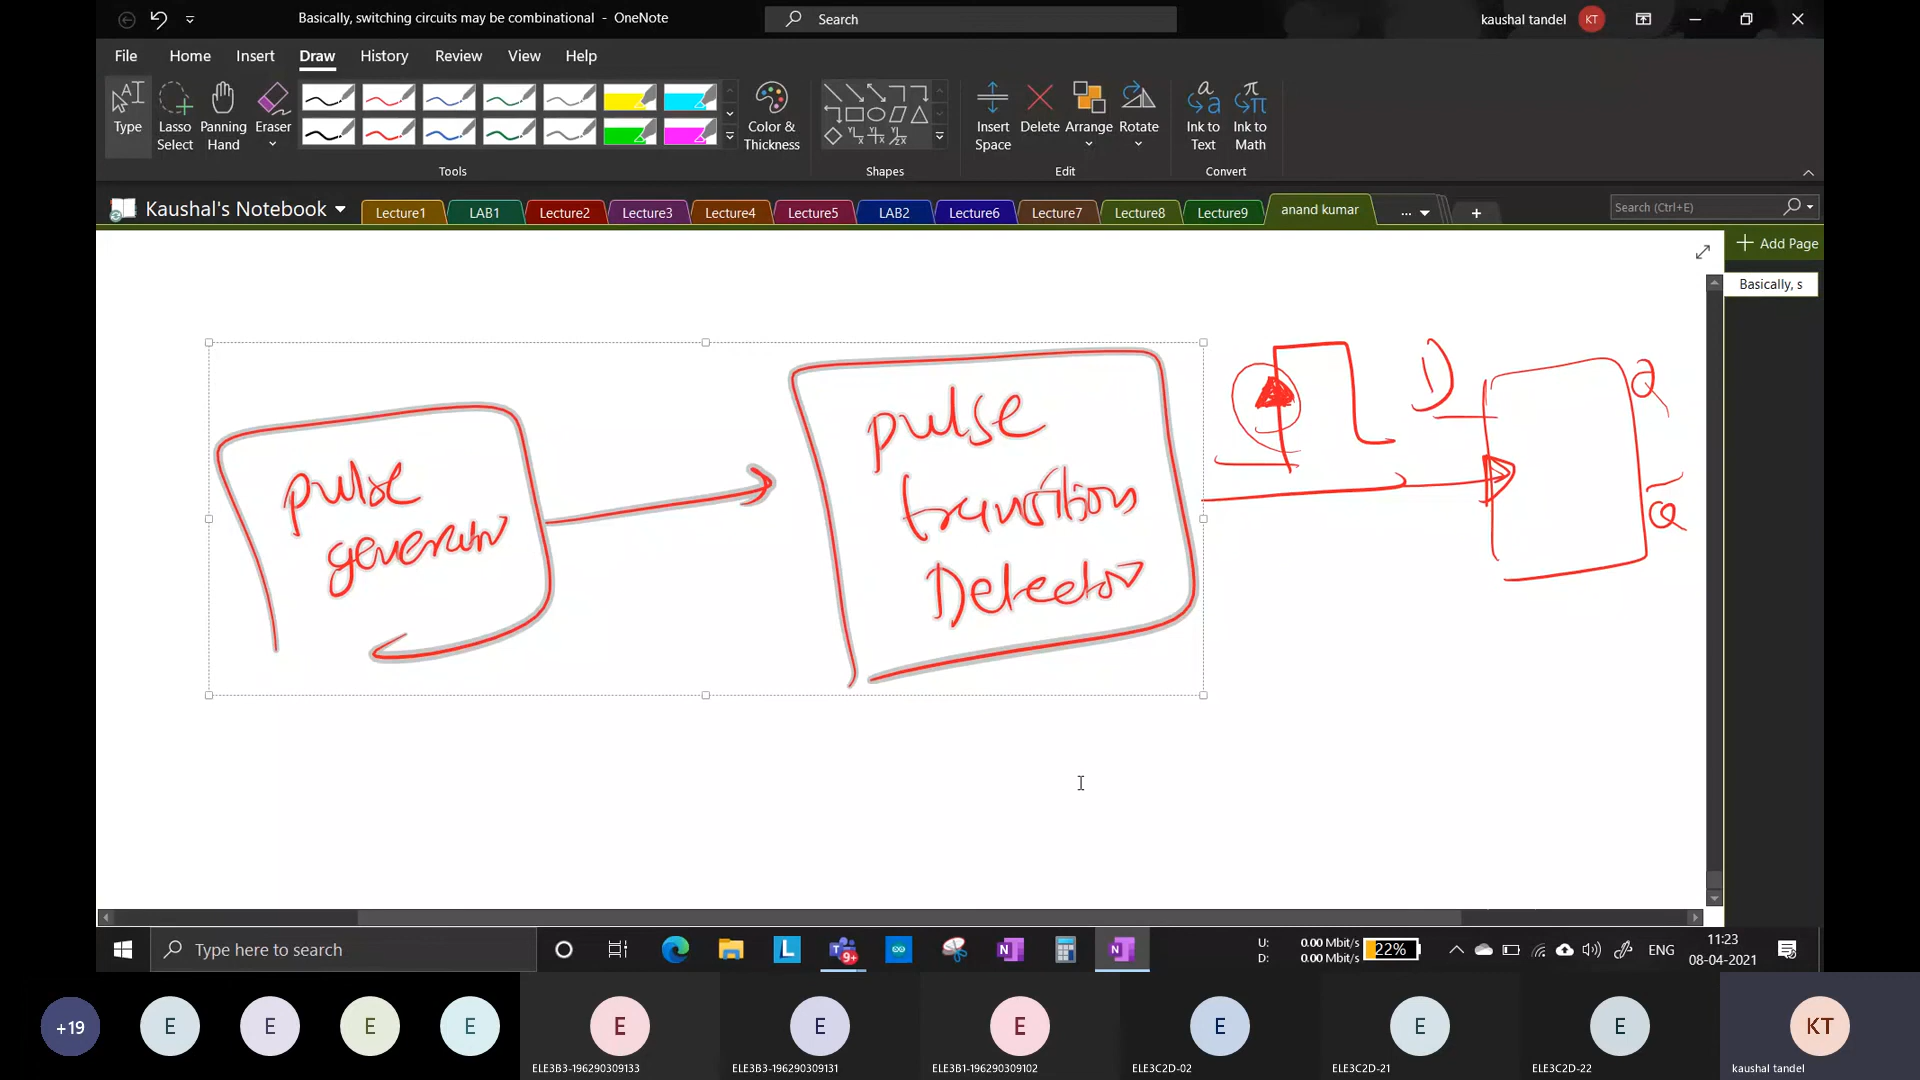 Basically, switching circuits may be combinational - OneNote
Search
kaushal tandel
KT
File Home Insert Draw History Review View Help
Type
Lasso Select
Panning Hand
Eraser
Color & Thickness
Insert Space
Delete
Arrange
Rotate
Ink to Text
Ink to Math
Tools
Shapes
Edit
Convert
Kaushal's Notebook
Lecture1 LAB1 Lecture2 Lecture3 Lecture4 Lecture5 LAB2 Lecture6 Lecture7 Lecture8 Lecture9 anand kumar ... +
Search (Ctrl+E)
Add Page
Basically, s
pulse
generator
pulse
transition
Detector
D
Q
Q̅
Type here to search
9+
U: 0.00 Mbit/s
D: 0.00 Mbit/s
22%
ENG
11:23
08-04-2021
+19
E
E
E
E
E
E
E
E
E
E
KT
ELE3B3-196290309133
ELE3B3-196290309131
ELE3B1-196290309102
ELE3C2D-02
ELE3C2D-21
ELE3C2D-22
kaushal tandel